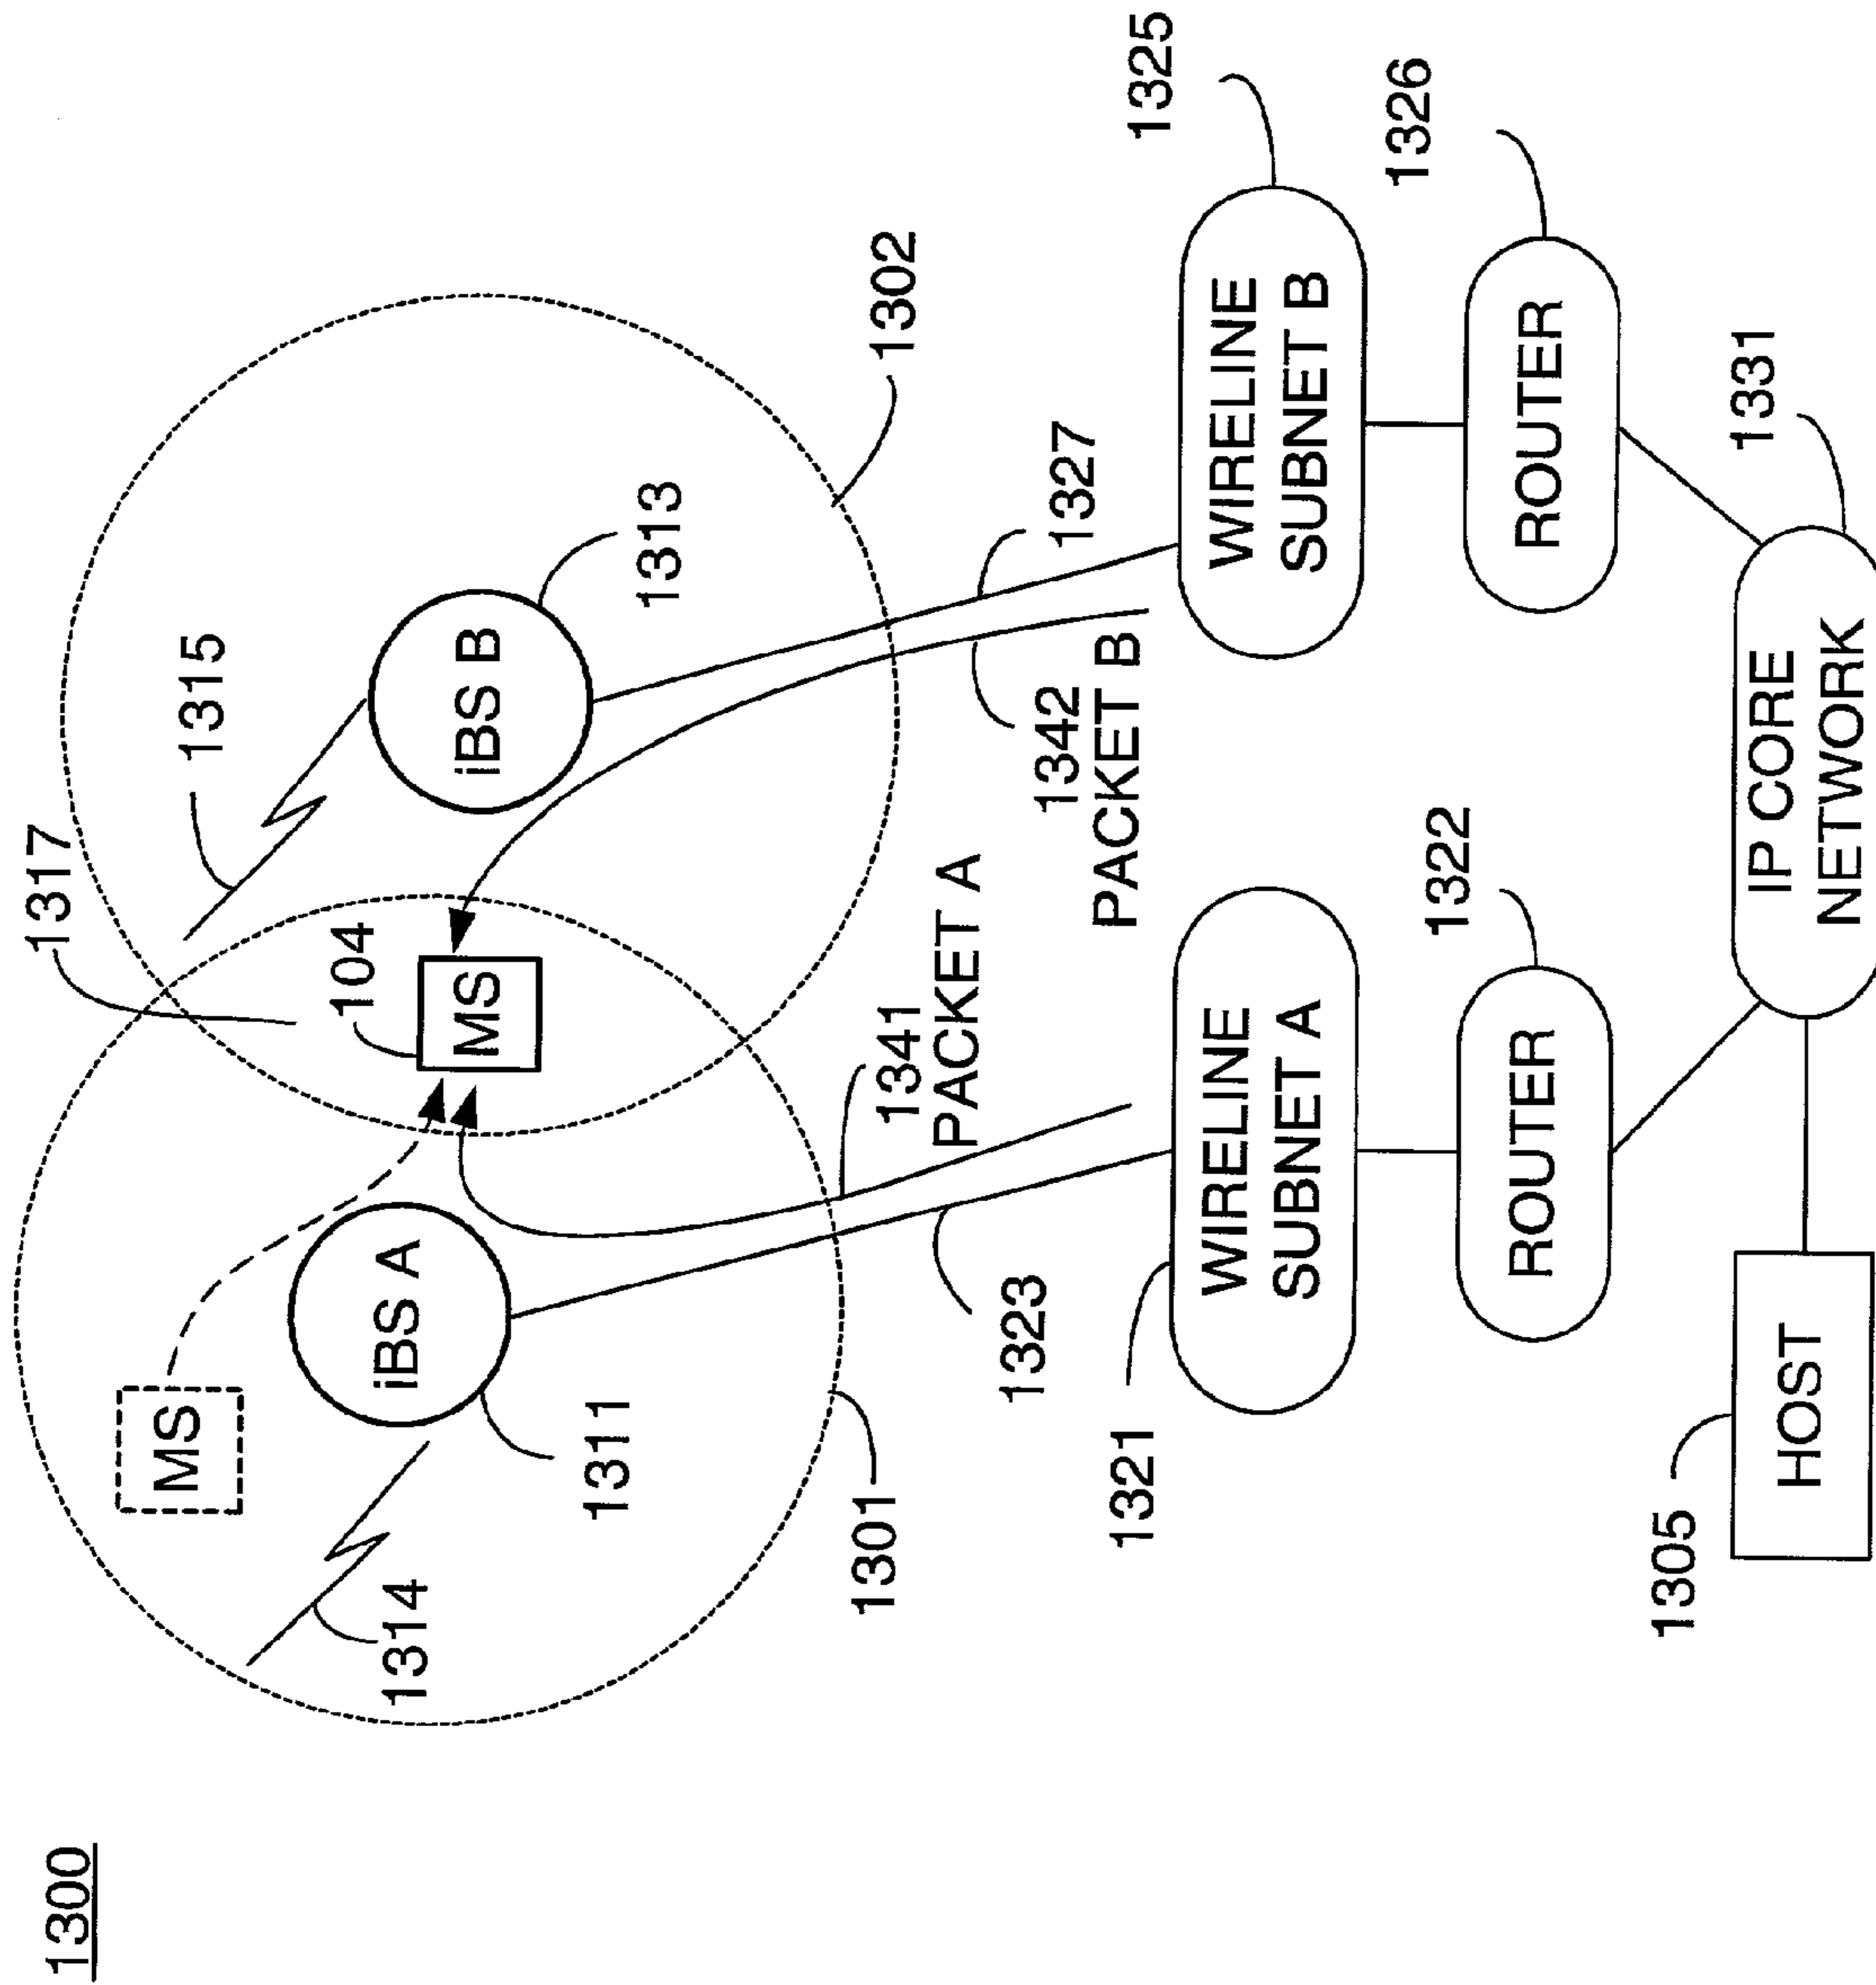 1300
1317
1315
MS
104
MS
iBS A
iBS B
1314
1311
1313
1301
1302
1341
PACKET A
1323
1342
PACKET B
1327
1321
WIRELINE
SUBNET A
1325
WIRELINE
SUBNET B
1322
ROUTER
1326
ROUTER
1305
HOST
1331
IP CORE
NETWORK